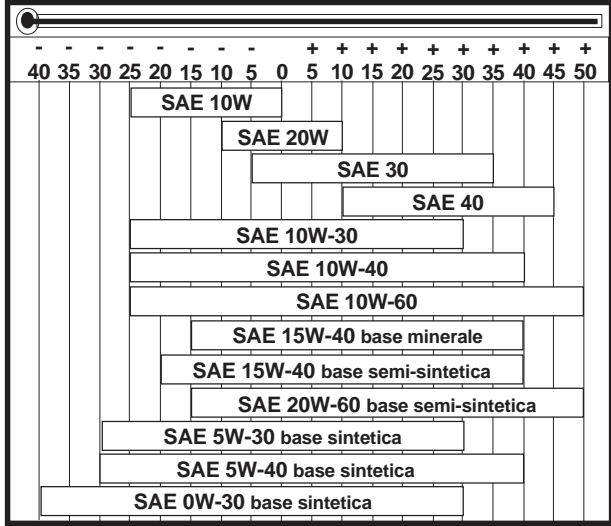 - - - - - - - - + + + + + + + + + +
40 35 30 25 20 15 10 5 0 5 10 15 20 25 30 35 40 45 50
SAE 10W
SAE 20W
SAE 30
SAE 40
SAE 10W-30
SAE 10W-40
SAE 10W-60
SAE 15W-40 base minerale
SAE 15W-40 base semi-sintetica
SAE 20W-60 base semi-sintetica
SAE 5W-30 base sintetica
SAE 5W-40 base sintetica
SAE 0W-30 base sintetica